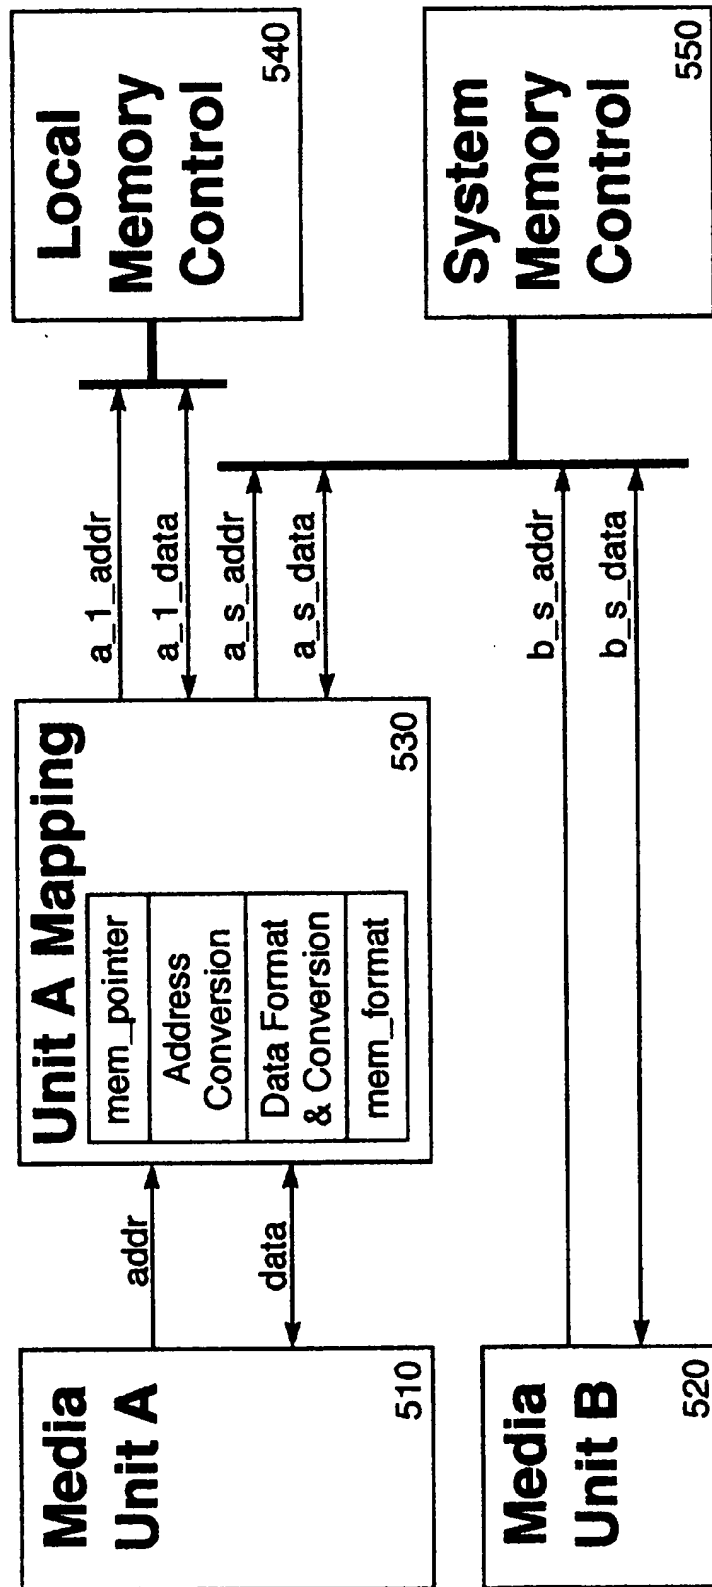 Media
Unit A
510
addr
data
Unit A Mapping
mem_pointer
Address
Conversion
Data Format
& Conversion
mem_format
530
a_1_addr
a_1_data
a_s_addr
a_s_data
Local
Memory
Control
540
Media
Unit B
520
b_s_addr
b_s_data
System
Memory
Control
550